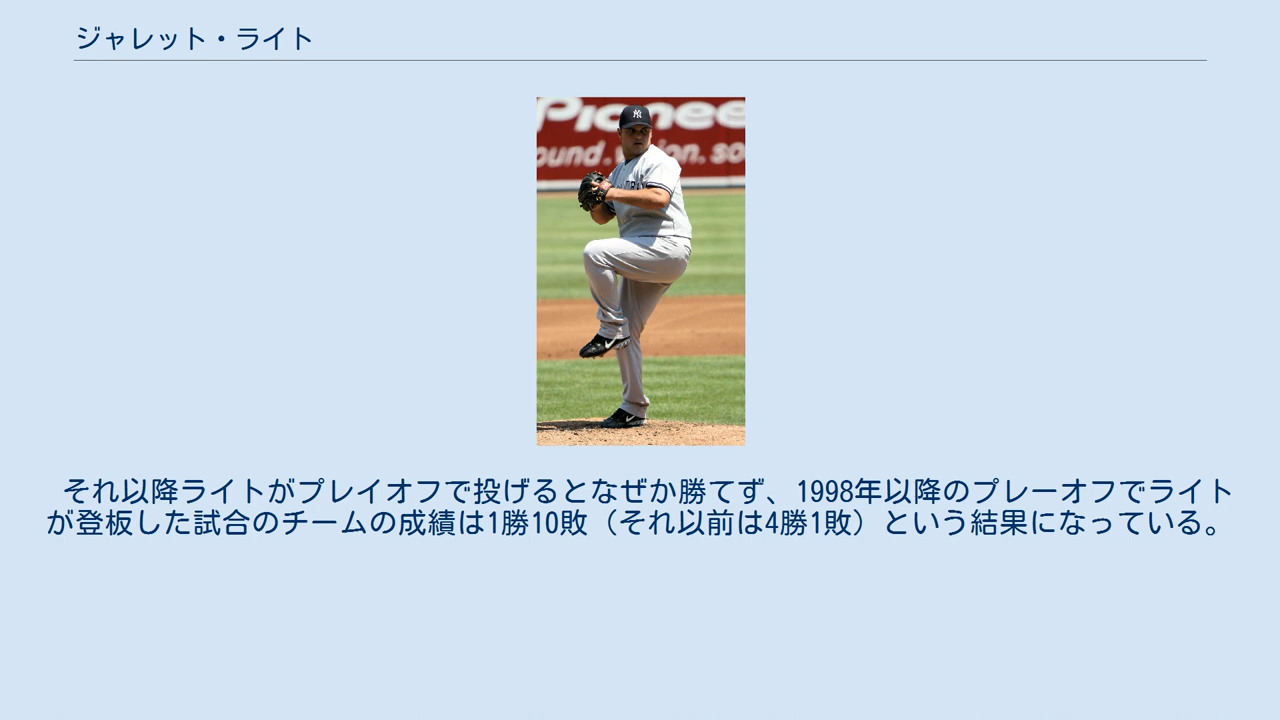 ジャレット・ライト
Pionee
ound.vision.so
それ以降ライトがプレイオフで投げるとなぜか勝てず、1998年以降のプレーオフでライト
が登板した試合のチームの成績は1勝10敗（それ以前は4勝1敗）という結果になっている。